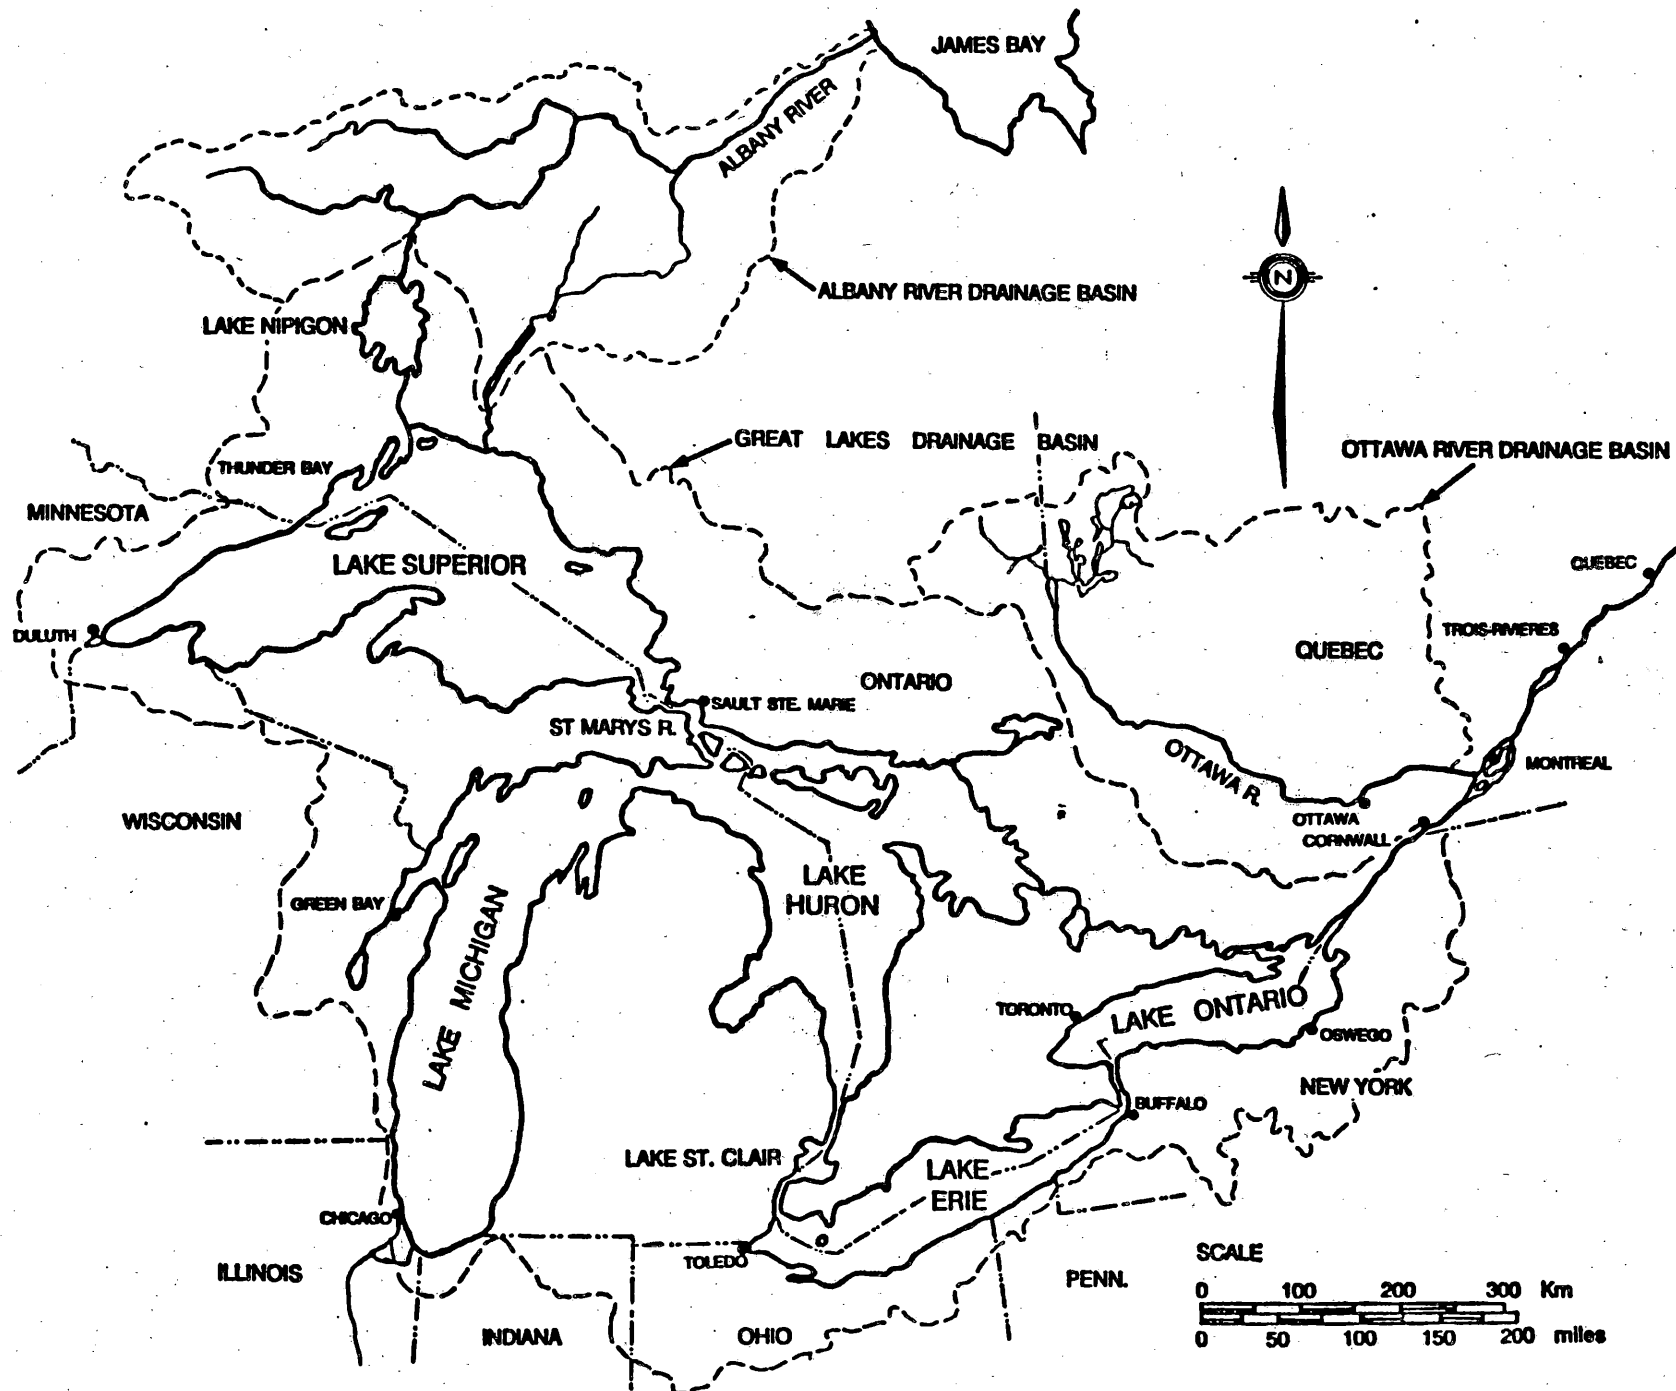 JAMES BAY
ALBANY RIVER
ALBANY RIVER DRAINAGE BASIN
N
LAKE NIPIGON
GREAT LAKES DRAINAGE BASIN
OTTAWA RIVER DRAINAGE BASIN
THUNDER BAY
MINNESOTA
LAKE SUPERIOR
QUEBEC
DULUTH
TROIS-RIVIERES
QUEBEC
ONTARIO
SAULT STE. MARIE
ST MARYS R.
OTTAWA R.
MONTREAL
WISCONSIN
OTTAWA
CORNWALL
LAKE
HURON
GREEN BAY
LAKE MICHIGAN
TORONTO
LAKE ONTARIO
OSWEGO
NEW YORK
BUFFALO
LAKE ST. CLAIR
LAKE
ERIE
CHICAGO
TOLEDO
ILLINOIS
PENN.
INDIANA
OHIO
SCALE
0 100 200 300 Km
0 50 100 150 200 miles